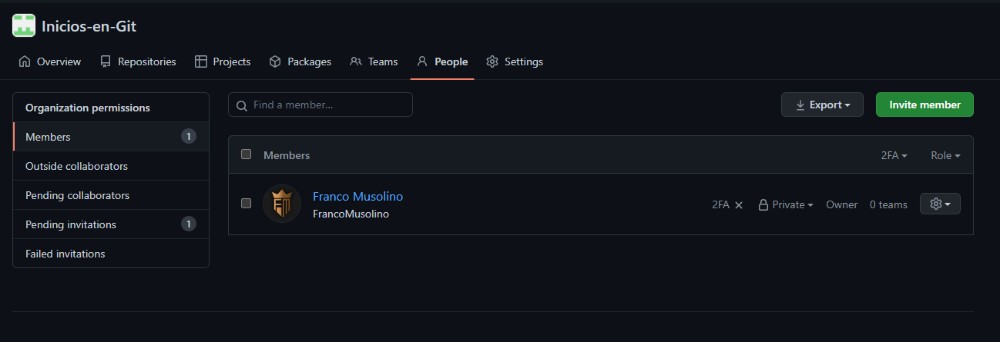 Inicios-en-Git
Overview Repositories Projects Packages Teams People Settings
Organization permissions
Members 1
Outside collaborators
Pending collaborators
Pending invitations 1
Failed invitations
Find a member...
Export
Invite member
Members 2FA Role
FM
Franco Musolino
FrancoMusolino
2FA Private Owner 0 teams